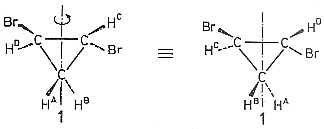 Br H^C Br H^D
H^D C C Br H^C C C Br
C ≡ C
H^A H^B H^B H^A
1 1